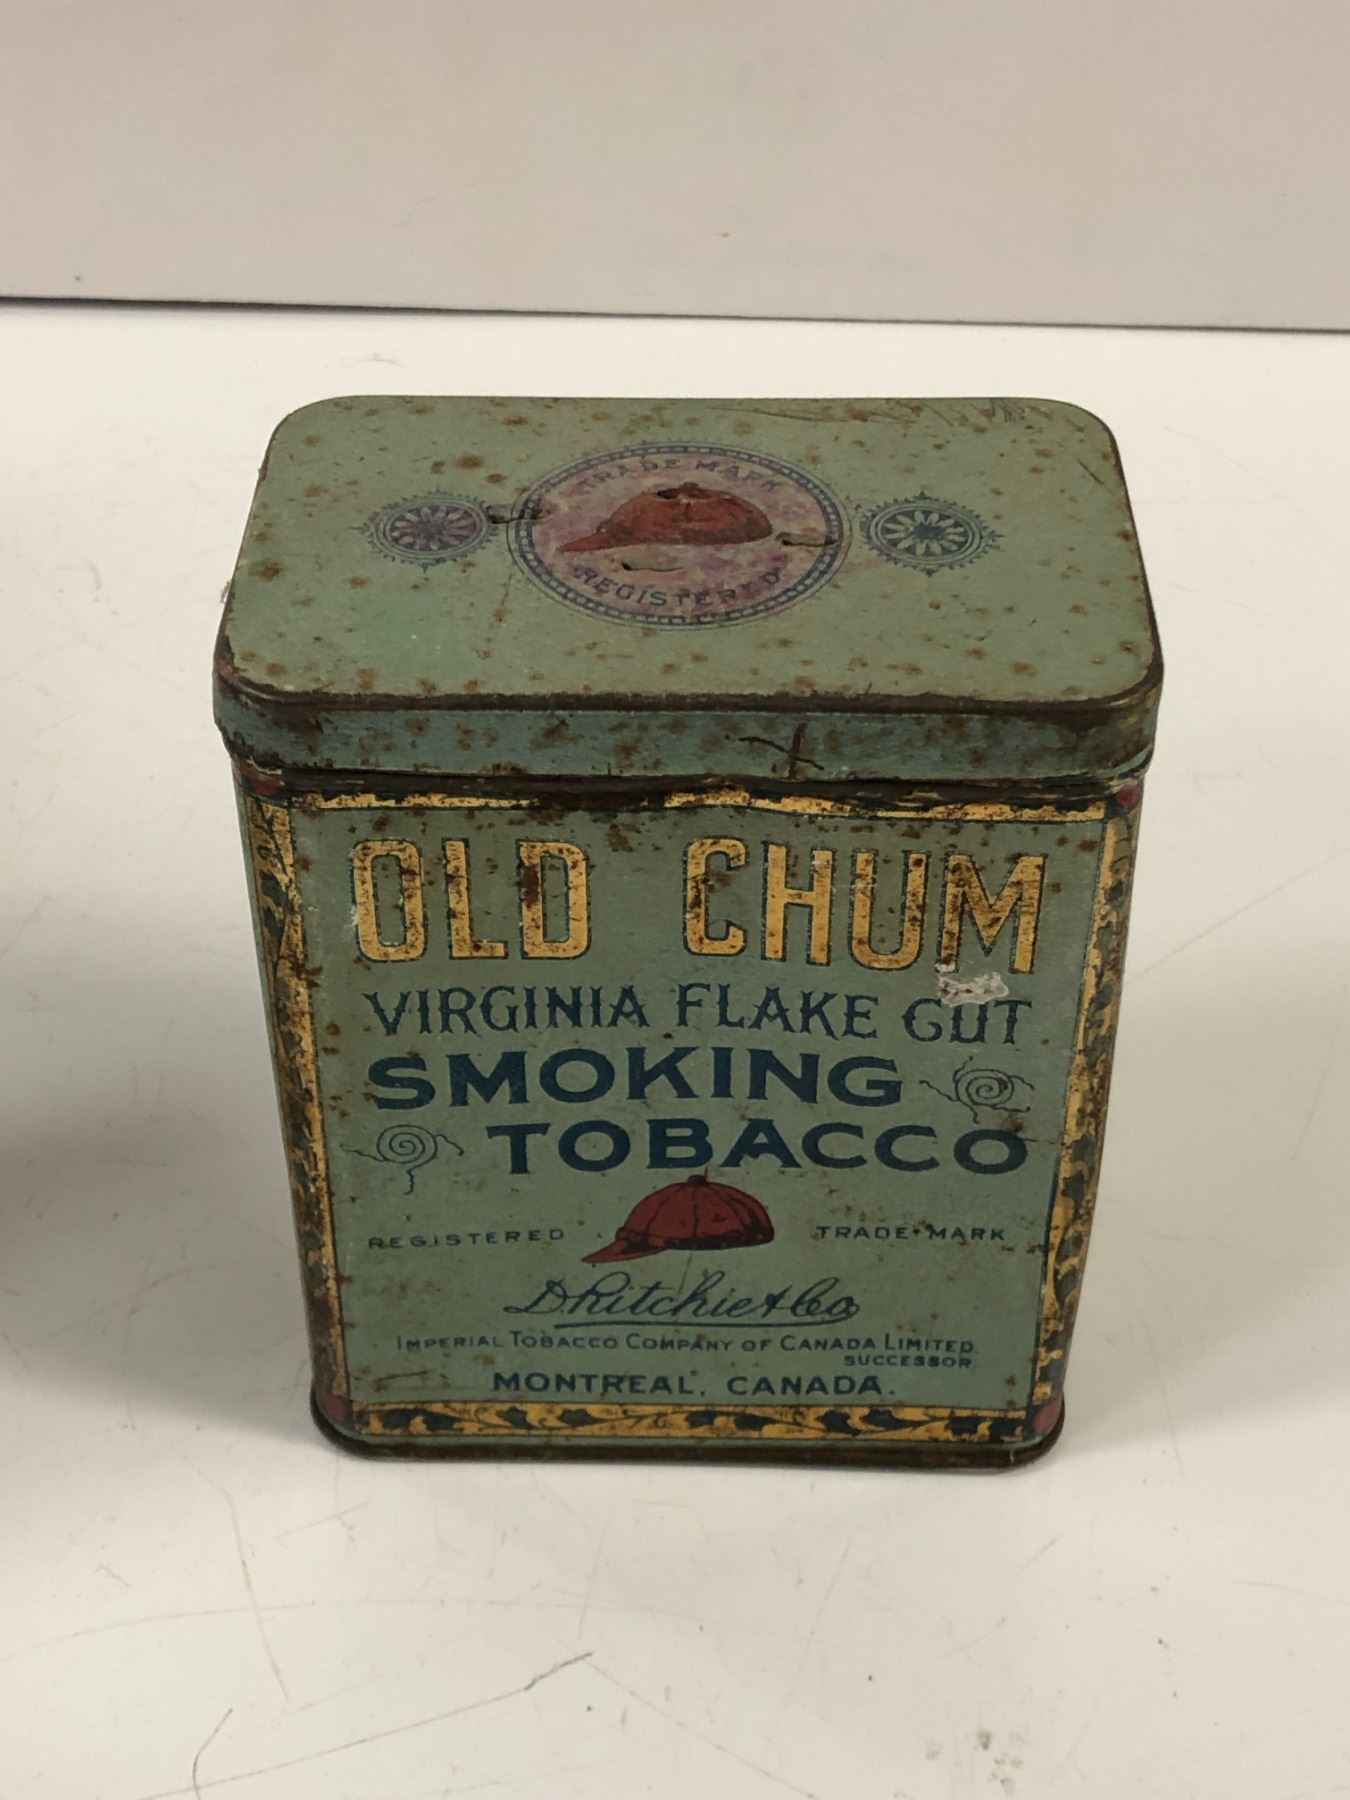 TRADE MARK
REGISTERED
OLD CHUM
VIRGINIA FLAKE CUT
SMOKING
TOBACCO
REGISTERED TRADE-MARK
D. Ritchie & Co
IMPERIAL TOBACCO COMPANY OF CANADA LIMITED.
SUCCESSOR
MONTREAL, CANADA.